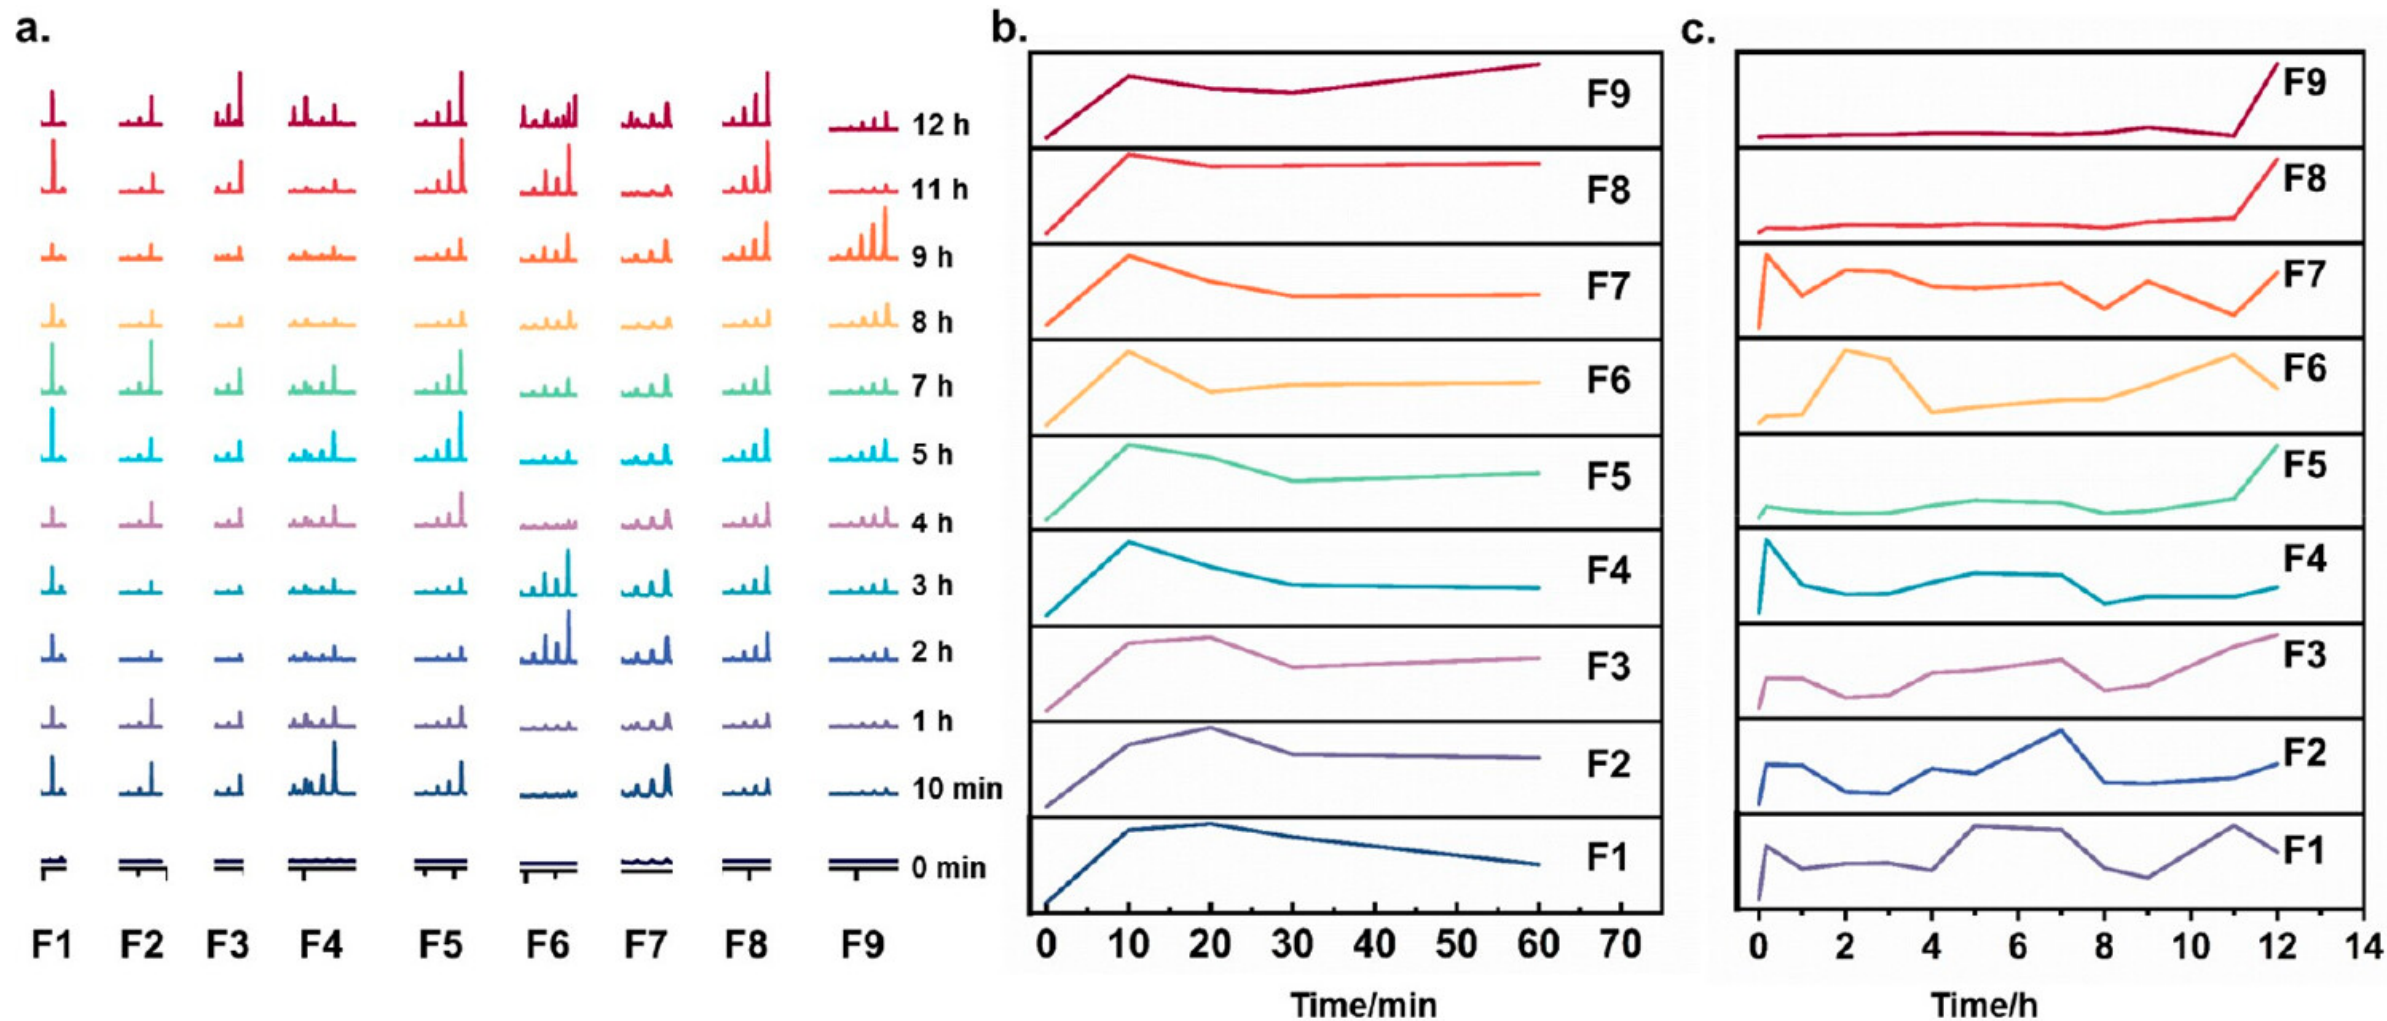 a.
12 h
11 h
9 h
8 h
7 h
5 h
4 h
3 h
2 h
1 h
10 min
0 min
F1 F2 F3 F4 F5 F6 F7 F8 F9
b.
F9
F8
F7
F6
F5
F4
F3
F2
F1
0 10 20 30 40 50 60 70
Time/min
c.
F9
F8
F7
F6
F5
F4
F3
F2
F1
0 2 4 6 8 10 12 14
Time/h